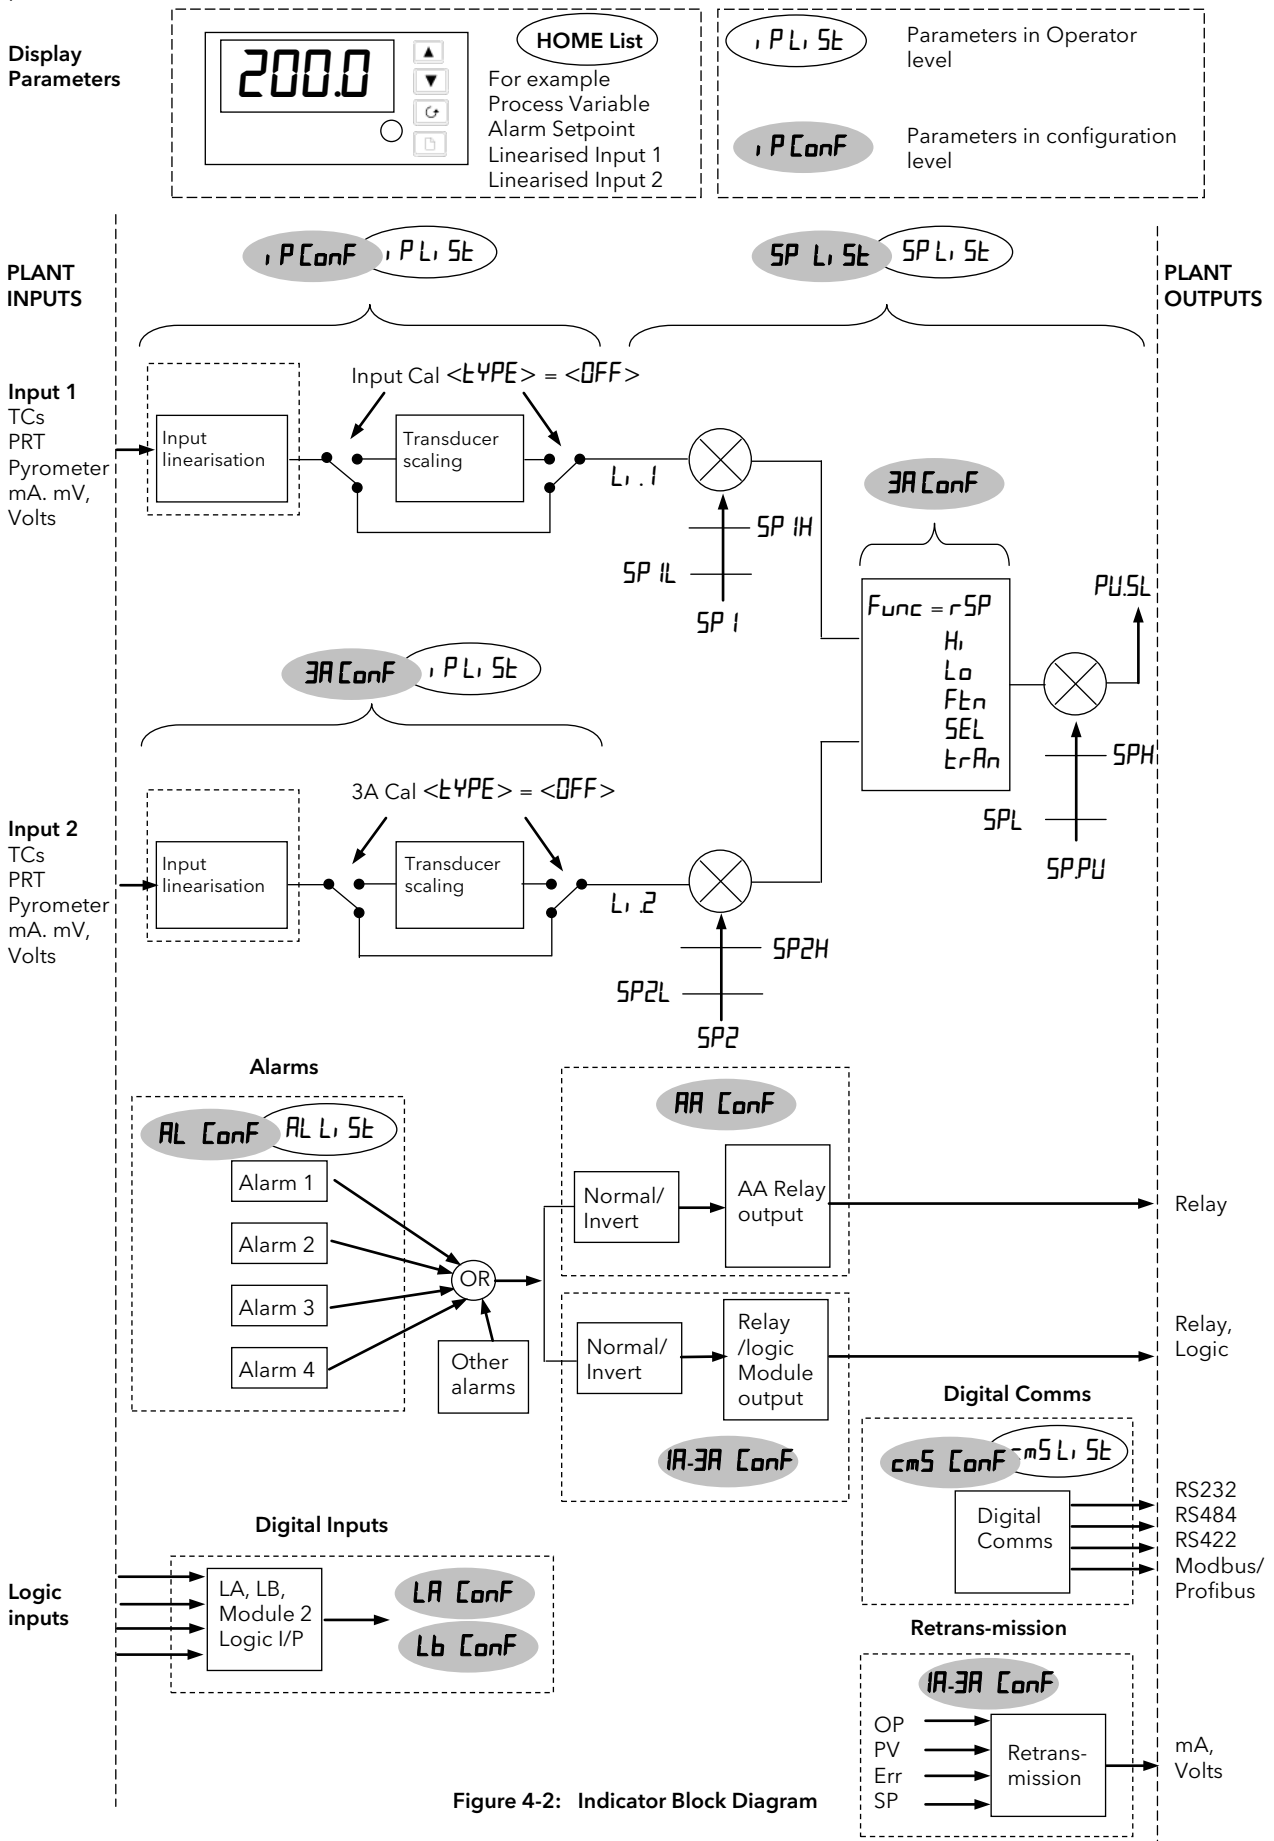 Display
Parameters
200.0
HOME List
For example
Process Variable
Alarm Setpoint
Linearised Input 1
Linearised Input 2
iPLiSt
Parameters in Operator
level
iPConF
Parameters in configuration
level
PLANT
INPUTS
iPConF
iPLiSt
SP LiSt
SPLiSt
PLANT
OUTPUTS
Input 1
TCs
PRT
Pyrometer
mA. mV,
Volts
Input
linearisation
Input Cal <tYPE> = <OFF>
Transducer
scaling
Li.1
SP1H
SP1L
SP1
3AConF
Func = rSP
Hi
Lo
Ftn
SEL
trAn
PU.SL
SPH
SPL
SP.PU
3AConF
iPLiSt
Input 2
TCs
PRT
Pyrometer
mA. mV,
Volts
Input
linearisation
3A Cal <tYPE> = <OFF>
Transducer
scaling
Li.2
SP2H
SP2L
SP2
Alarms
AL ConF
ALLiSt
Alarm 1
Alarm 2
Alarm 3
Alarm 4
OR
Other
alarms
AA ConF
Normal/
Invert
AA Relay
output
Relay
Normal/
Invert
Relay
/logic
Module
output
Relay,
Logic
1A-3A ConF
Digital Comms
cmS ConF
cmSLiSt
Digital
Comms
RS232
RS484
RS422
Modbus/
Profibus
Digital Inputs
Logic
inputs
LA, LB,
Module 2
Logic I/P
LA ConF
Lb ConF
Retrans-mission
1A-3A ConF
OP
PV
Err
SP
Retrans-
mission
mA,
Volts
Figure 4-2: Indicator Block Diagram